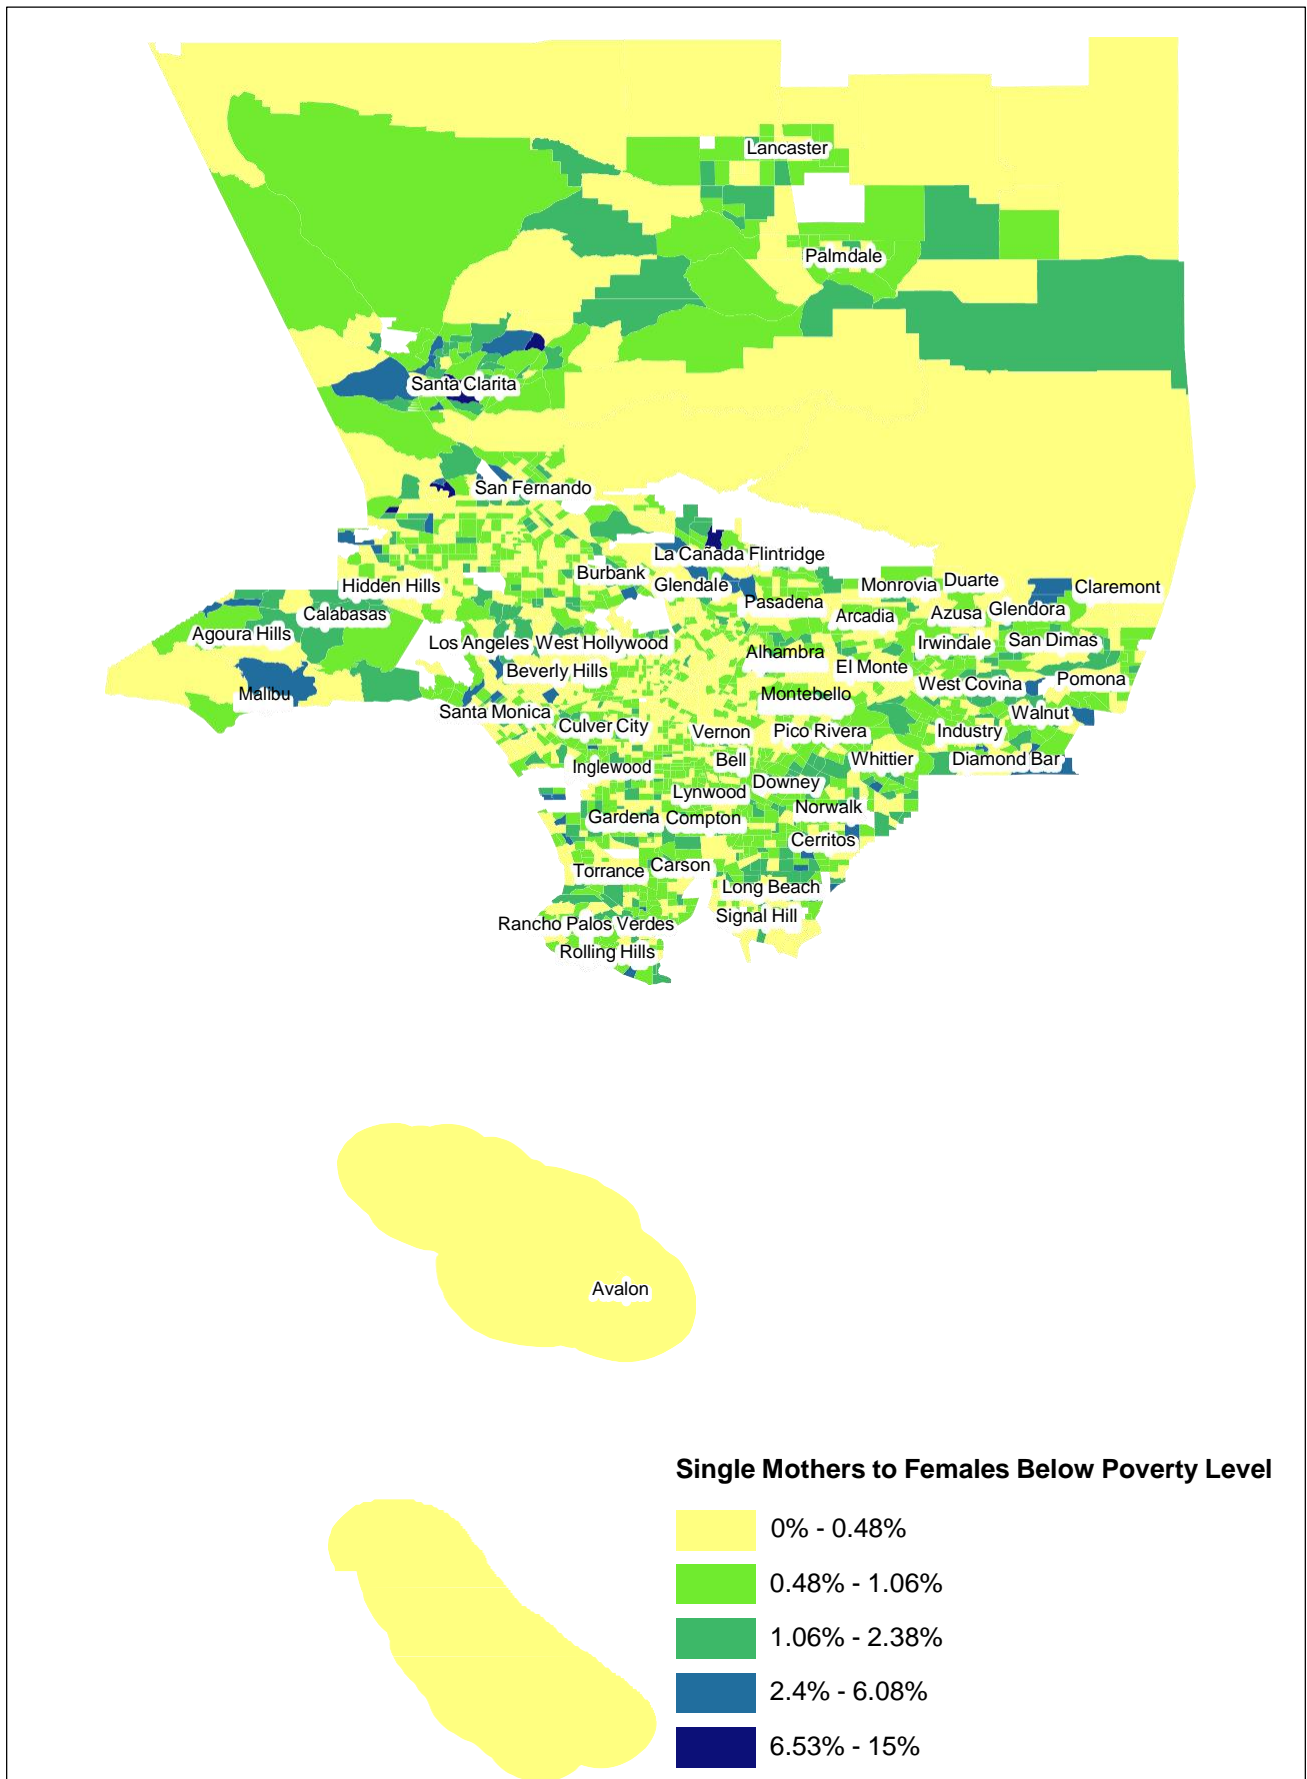 Lancaster
Palmdale
Santa Clarita
San Fernando
La Cañada Flintridge
Burbank
Glendale
Monrovia
Duarte
Claremont
Hidden Hills
Pasadena
Arcadia
Azusa
Glendora
Calabasas
Agoura Hills
Los Angeles
West Hollywood
Alhambra
Irwindale
San Dimas
Beverly Hills
El Monte
West Covina
Pomona
Malibu
Montebello
Santa Monica
Walnut
Culver City
Vernon
Pico Rivera
Industry
Inglewood
Bell
Whittier
Diamond Bar
Lynwood
Downey
Norwalk
Gardena
Compton
Cerritos
Torrance
Carson
Long Beach
Rancho Palos Verdes
Signal Hill
Rolling Hills
Avalon
Single Mothers to Females Below Poverty Level
0% - 0.48%
0.48% - 1.06%
1.06% - 2.38%
2.4% - 6.08%
6.53% - 15%